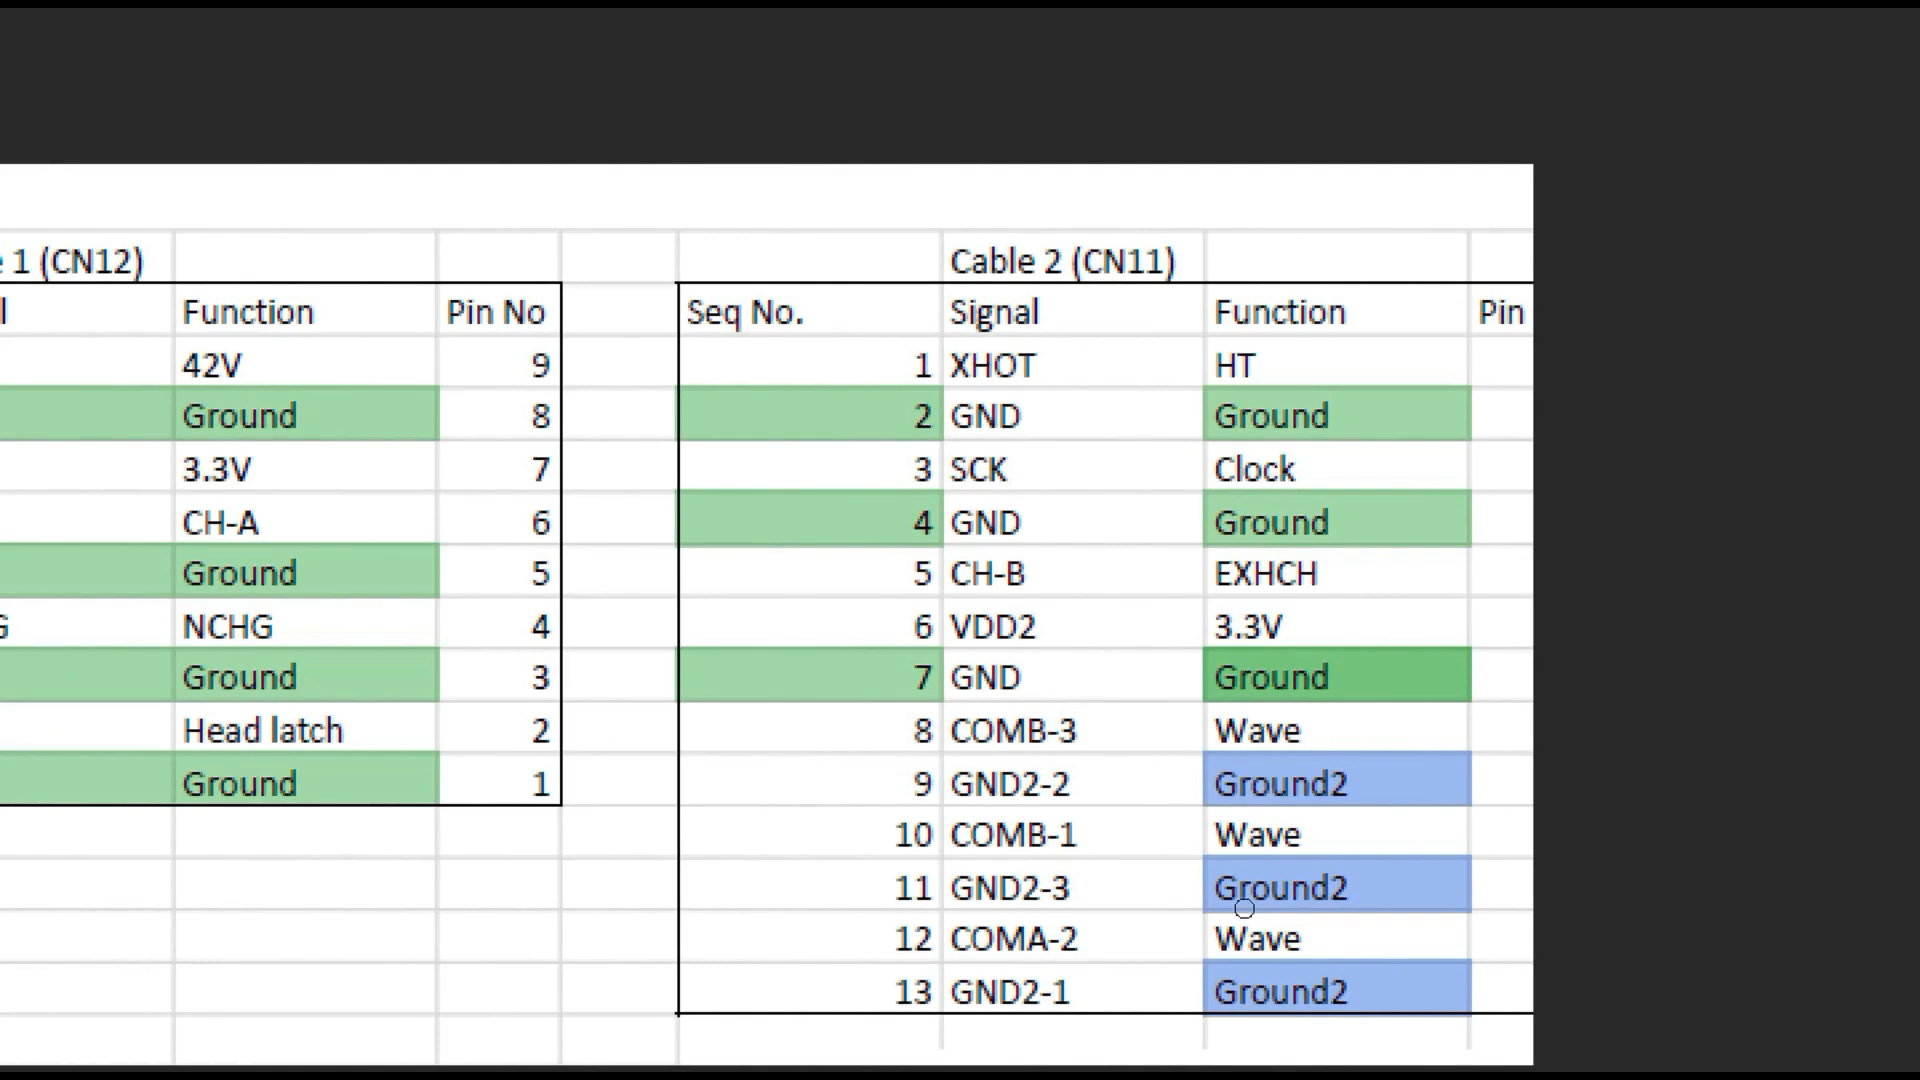 e 1 (CN12) Cable 2 (CN11)
l Function Pin No Seq No. Signal Function Pin
42V 9 1 XHOT HT
Ground 8 2 GND Ground
3.3V 7 3 SCK Clock
CH-A 6 4 GND Ground
Ground 5 5 CH-B EXHCH
G NCHG 4 6 VDD2 3.3V
Ground 3 7 GND Ground
Head latch 2 8 COMB-3 Wave
Ground 1 9 GND2-2 Ground2
10 COMB-1 Wave
11 GND2-3 Ground2
12 COMA-2 Wave
13 GND2-1 Ground2